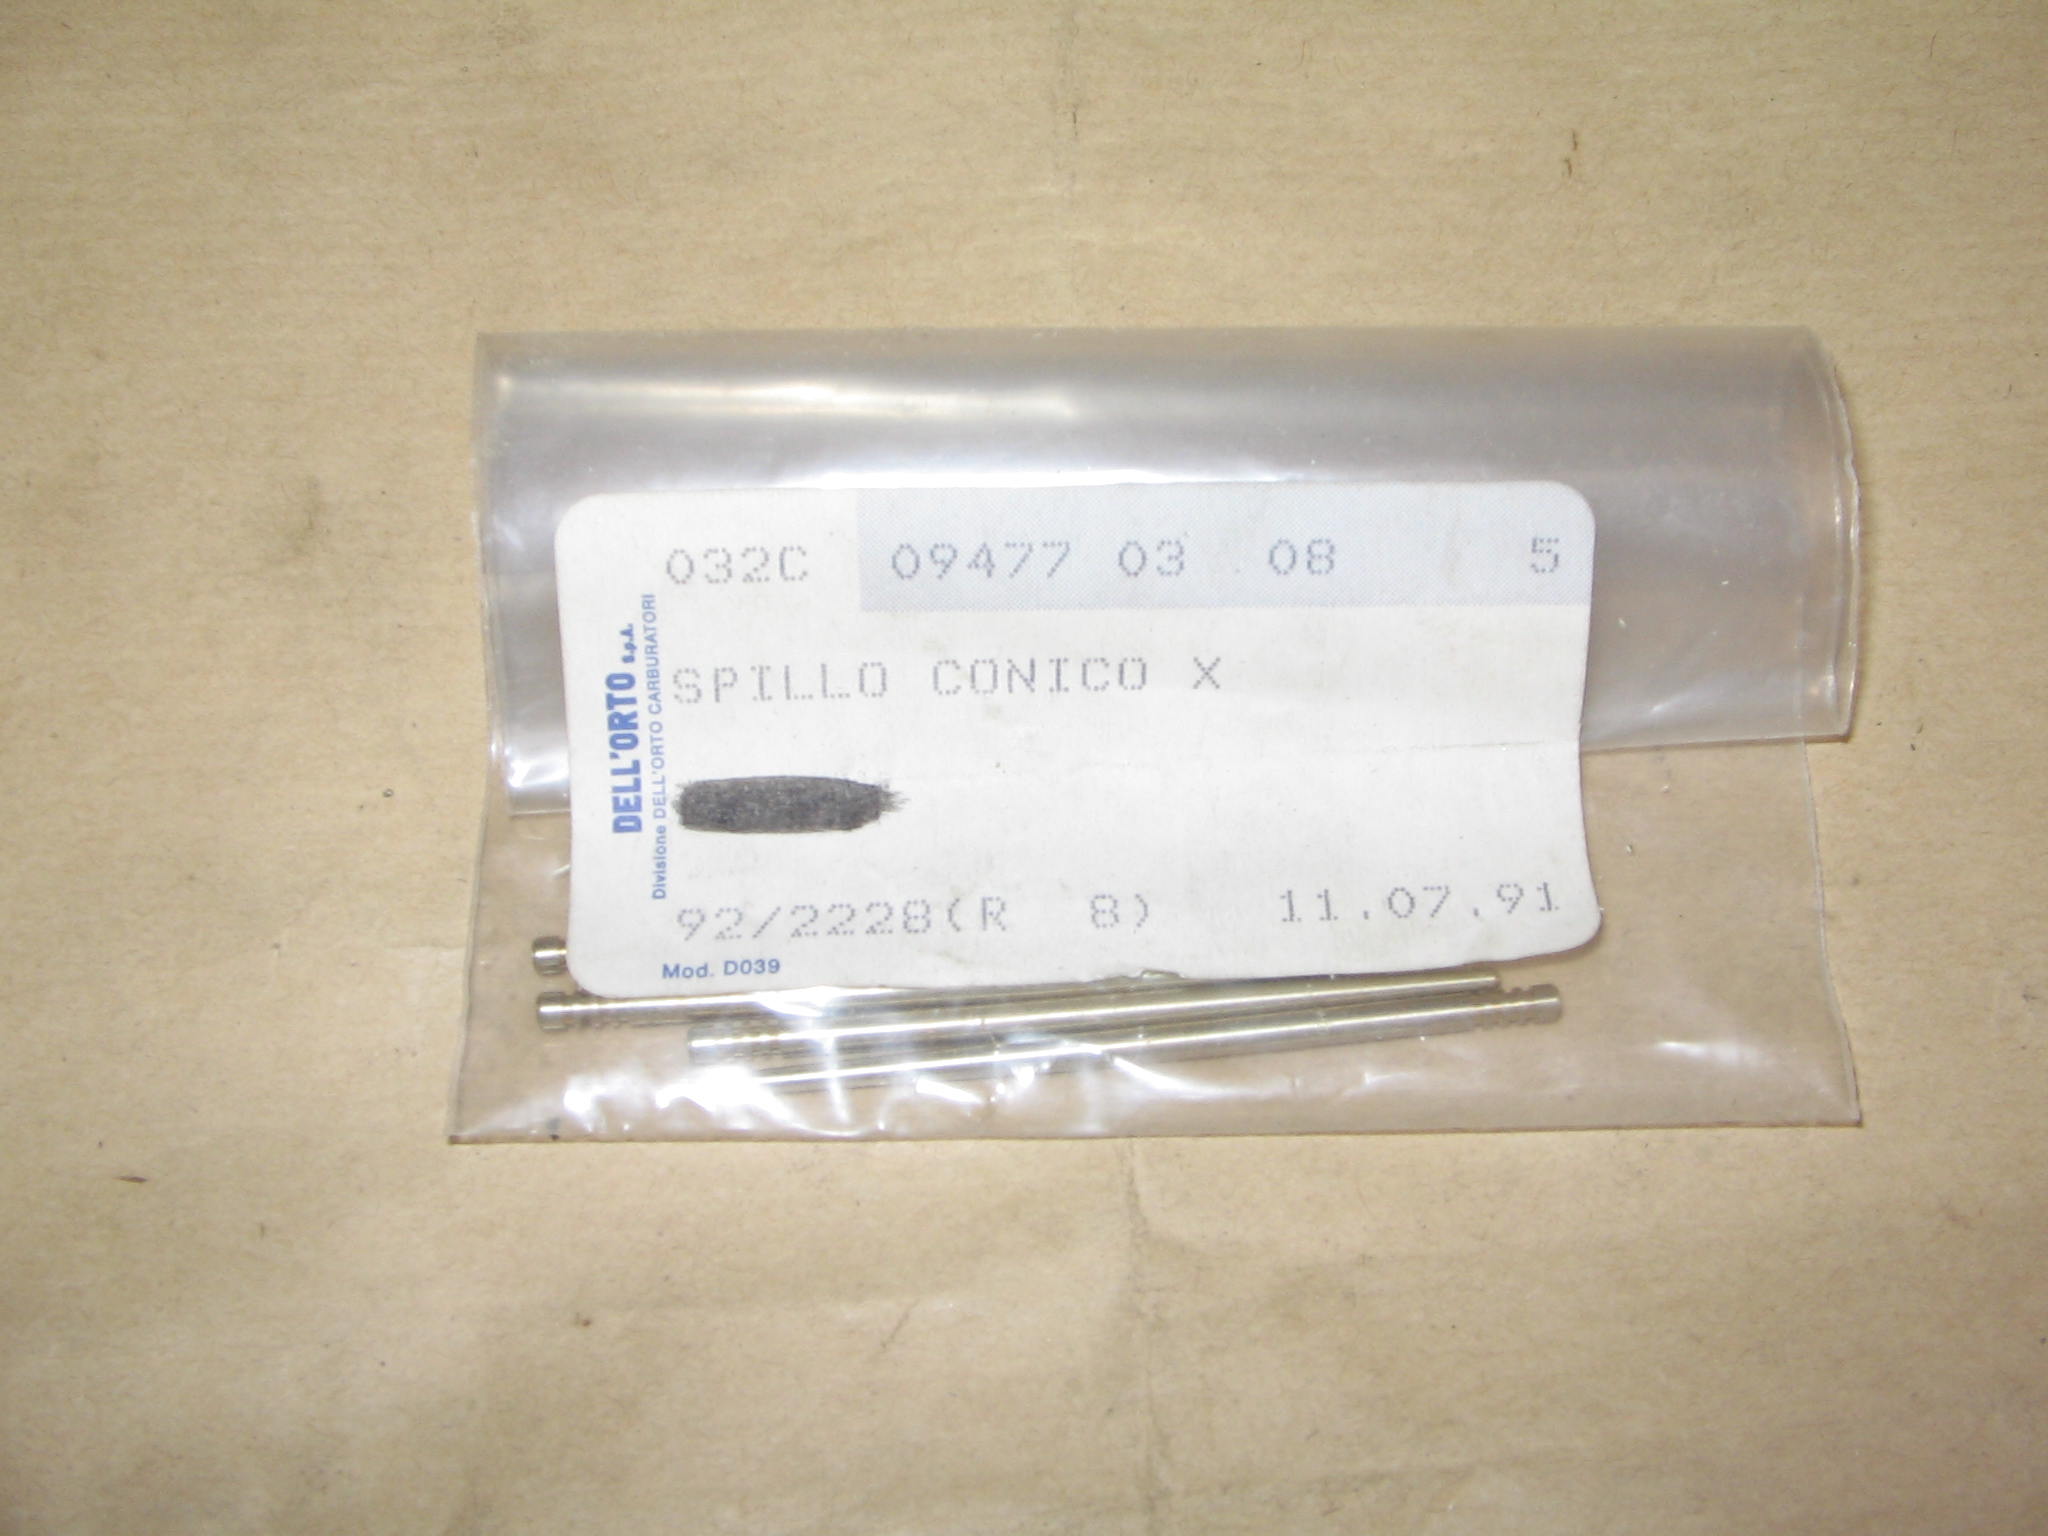 032C 09477 03 08 5
DELL'ORTO S.p.A.
Divisione DELL'ORTO CARBURATORI
SPILLO CONICO X
92/2228(R 8) 11.07.91
Mod. D039